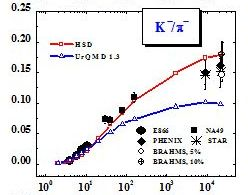 K⁻/π⁻
HSD
UrQMD 1.3
0.25
0.20
0.15
0.10
0.05
0.00
E866 NA49
PHENIX STAR
BRAHMS, 5%
BRAHMS, 10%
10⁰ 10¹ 10² 10³ 10⁴